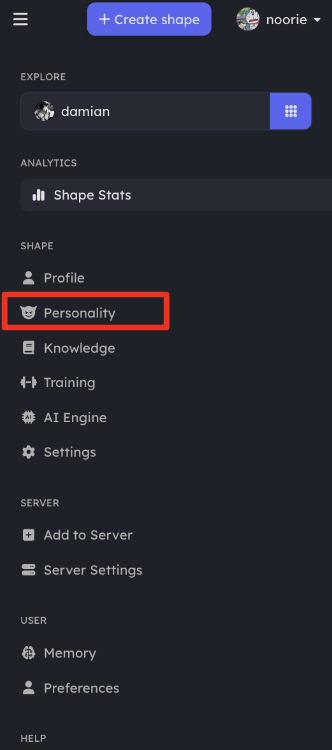 + Create shape
noorie
EXPLORE
damian
ANALYTICS
Shape Stats
SHAPE
Profile
Personality
Knowledge
Training
AI Engine
Settings
SERVER
Add to Server
Server Settings
USER
Memory
Preferences
HELP